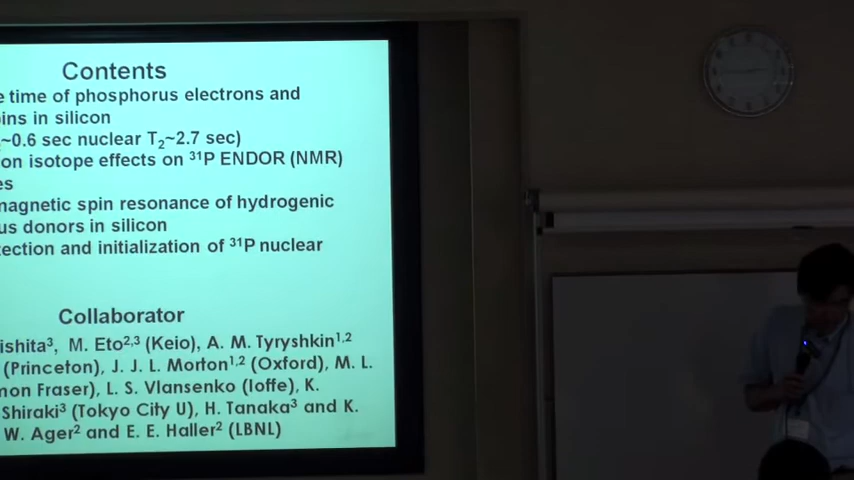 Contents
e time of phosphorus electrons and
ins in silicon
~0.6 sec nuclear T2~2.7 sec)
on isotope effects on 31P ENDOR (NMR)
es
magnetic spin resonance of hydrogenic
us donors in silicon
ection and initialization of 31P nuclear
Collaborator
ishita3, M. Eto2,3 (Keio), A. M. Tyryshkin1,2
(Princeton), J. J. L. Morton1,2 (Oxford), M. L.
mon Fraser), L. S. Vlansenko (Ioffe), K.
Shiraki3 (Tokyo City U), H. Tanaka3 and K.
W. Ager2 and E. E. Haller2 (LBNL)